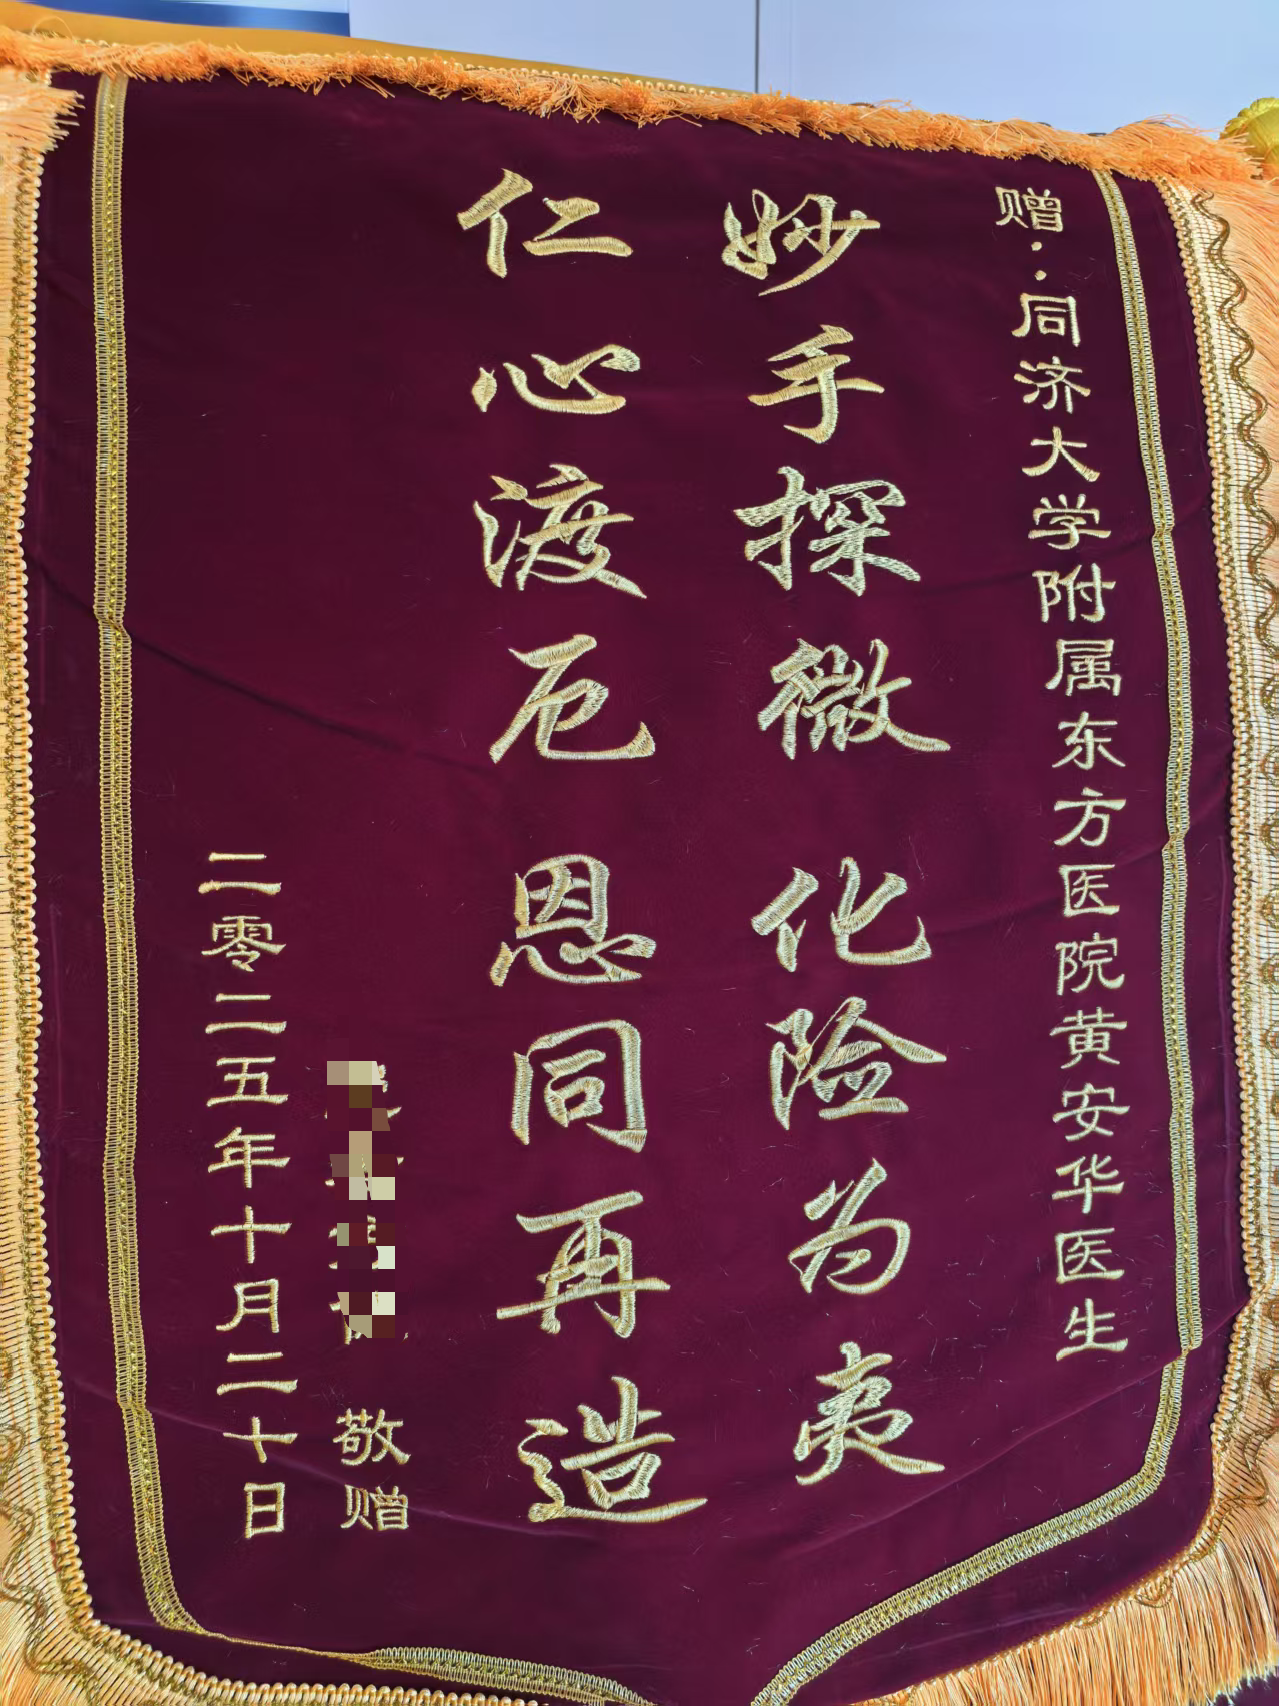 赠：同济大学附属东方医院黄安华医生
妙手探微 化险为夷
仁心渡厄 恩同再造
敬赠
二零二五年十月二十日